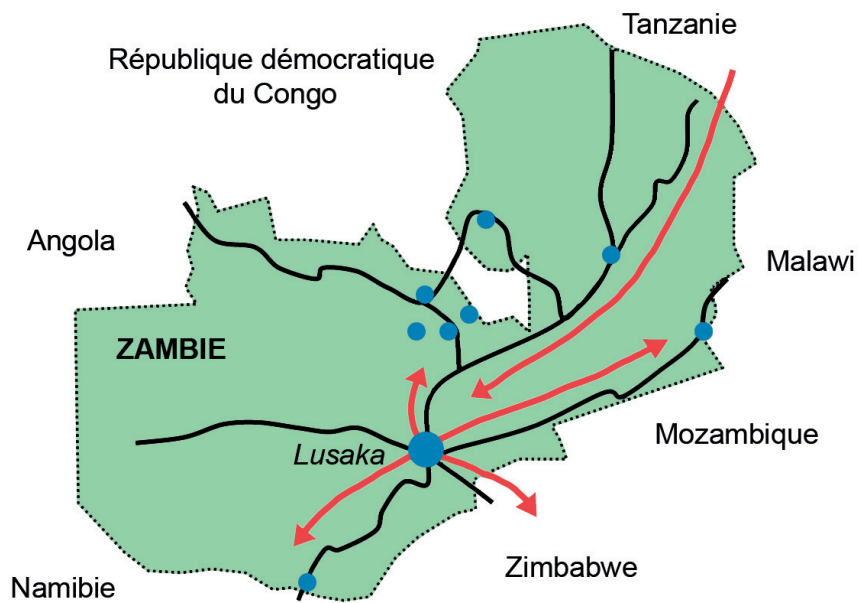 Tanzanie
République démocratique
du Congo
Angola
Malawi
ZAMBIE
Mozambique
Lusaka
Zimbabwe
Namibie